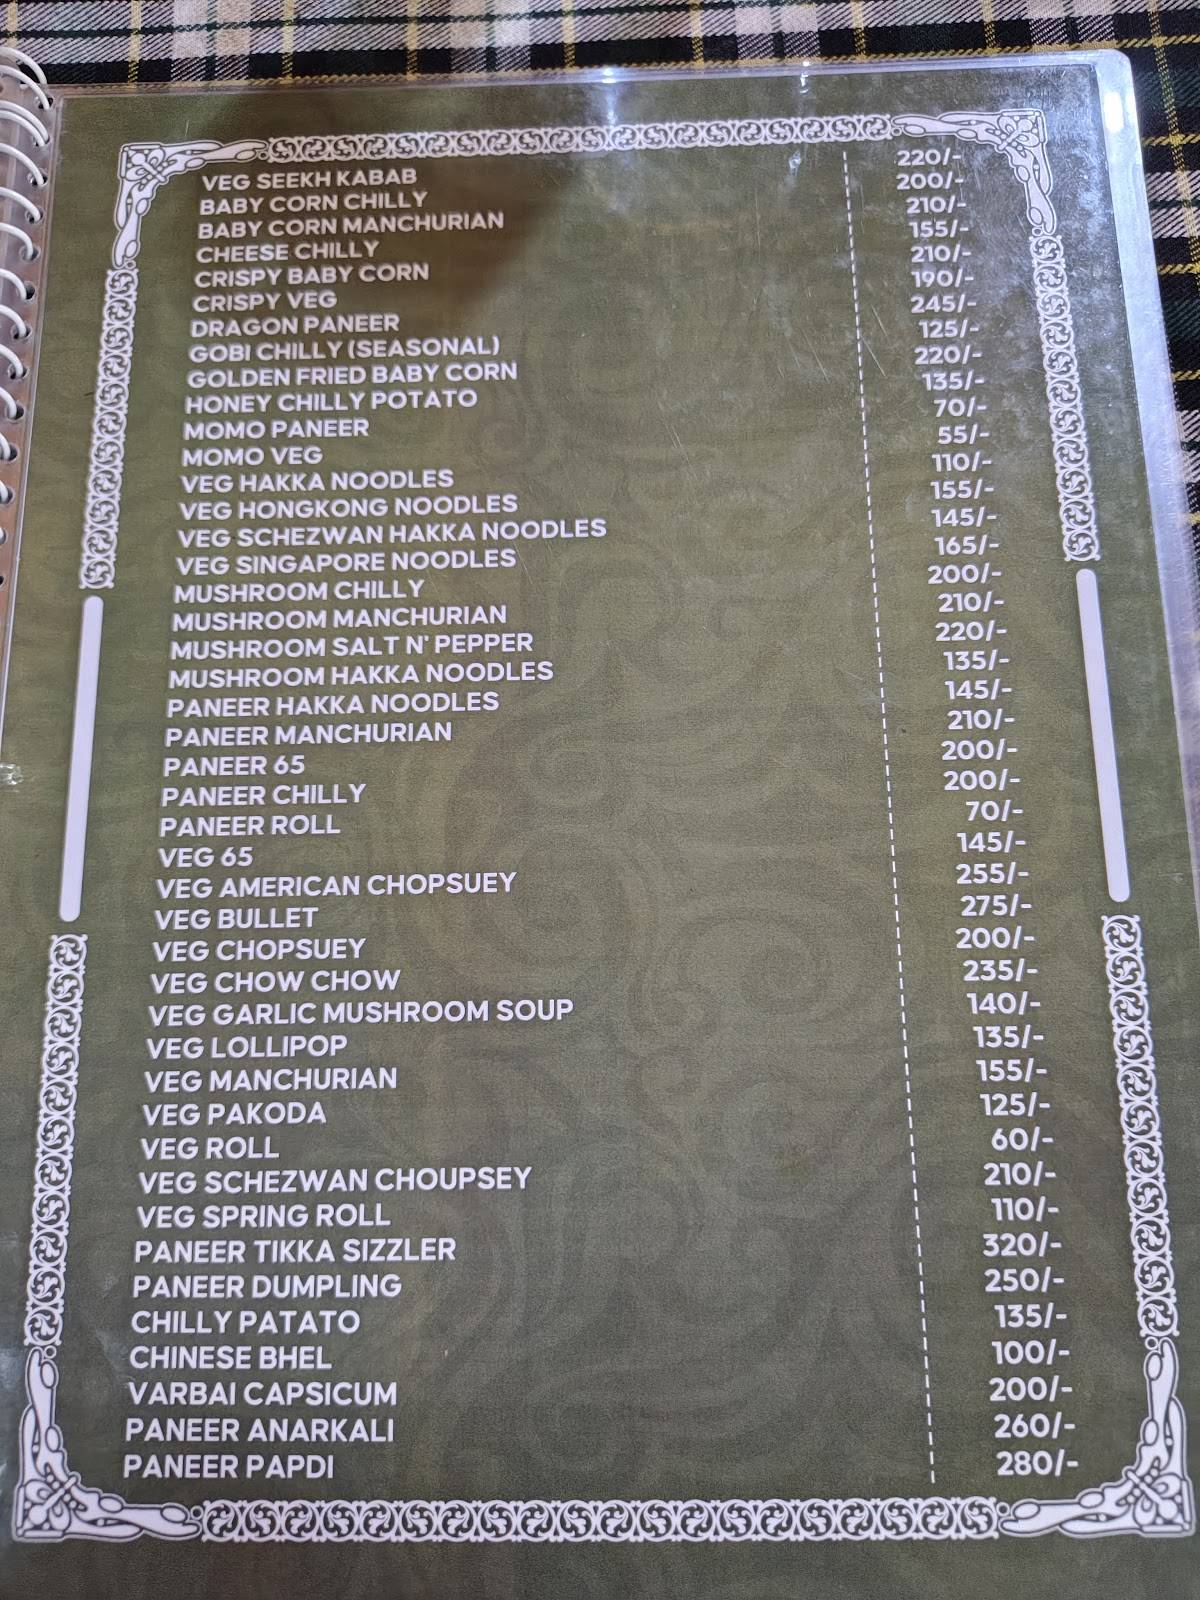 VEG SEEKH KABAB 220/-
BABY CORN CHILLY 200/-
BABY CORN MANCHURIAN 210/-
CHEESE CHILLY 155/-
CRISPY BABY CORN 210/-
CRISPY VEG 190/-
DRAGON PANEER 245/-
GOBI CHILLY (SEASONAL) 125/-
GOLDEN FRIED BABY CORN 220/-
HONEY CHILLY POTATO 135/-
MOMO PANEER 70/-
MOMO VEG 55/-
VEG HAKKA NOODLES 110/-
VEG HONGKONG NOODLES 155/-
VEG SCHEZWAN HAKKA NOODLES 145/-
VEG SINGAPORE NOODLES 165/-
MUSHROOM CHILLY 200/-
MUSHROOM MANCHURIAN 210/-
MUSHROOM SALT N' PEPPER 220/-
MUSHROOM HAKKA NOODLES 135/-
PANEER HAKKA NOODLES 145/-
PANEER MANCHURIAN 210/-
PANEER 65 200/-
PANEER CHILLY 200/-
PANEER ROLL 70/-
VEG 65 145/-
VEG AMERICAN CHOPSUEY 255/-
VEG BULLET 275/-
VEG CHOPSUEY 200/-
VEG CHOW CHOW 235/-
VEG GARLIC MUSHROOM SOUP 140/-
VEG LOLLIPOP 135/-
VEG MANCHURIAN 155/-
VEG PAKODA 125/-
VEG ROLL 60/-
VEG SCHEZWAN CHOUPSEY 210/-
VEG SPRING ROLL 110/-
PANEER TIKKA SIZZLER 320/-
PANEER DUMPLING 250/-
CHILLY PATATO 135/-
CHINESE BHEL 100/-
VARBAI CAPSICUM 200/-
PANEER ANARKALI 260/-
PANEER PAPDI 280/-